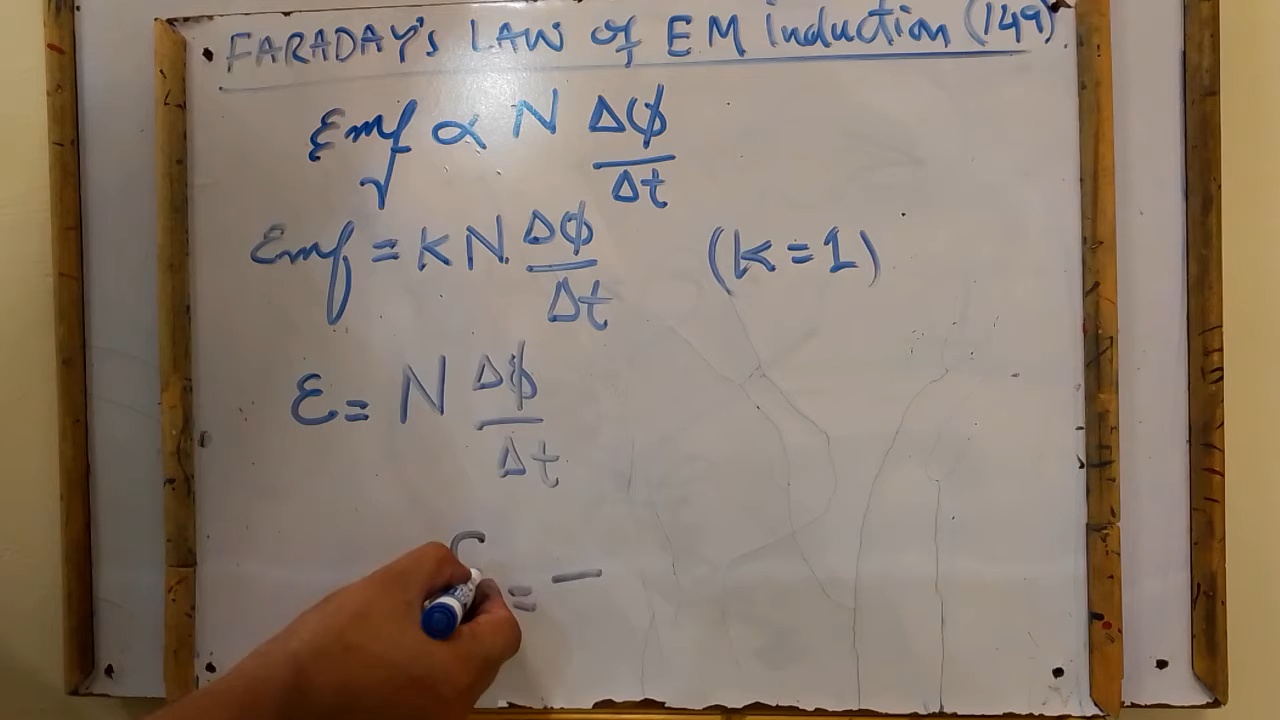 FARADAY's LAW of EM induction (149)
Emf ∝ N Δϕ/Δt
Emf = K N Δϕ/Δt (K=1)
Ɛ = N Δϕ/Δt
= —